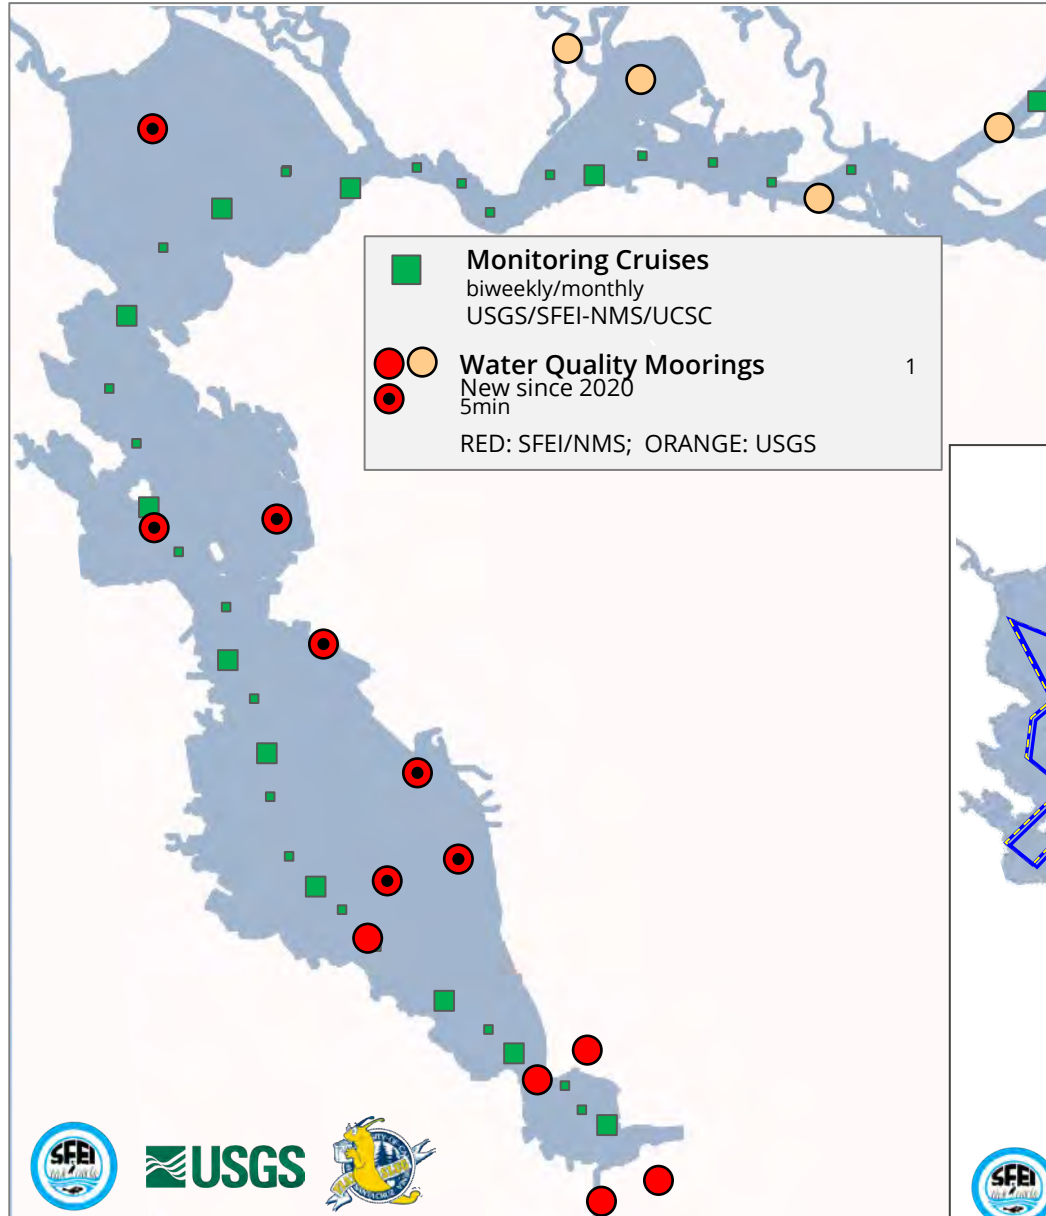 Monitoring Cruises
biweekly/monthly
USGS/SFEI-NMS/UCSC
Water Quality Moorings 1
New since 2020
5min
RED: SFEI/NMS; ORANGE: USGS
SFEI
USGS
SFEI